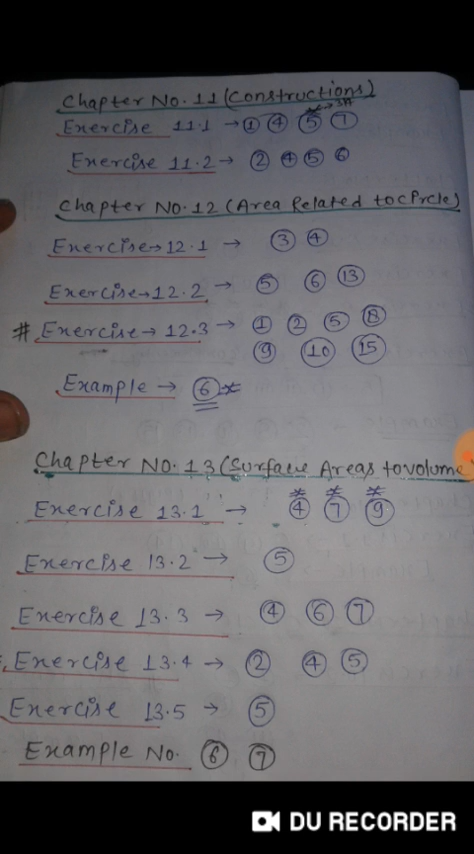 Chapter No. 11 (Constructions)
Exercise 11.1 → 1 4 5 7
Exercise 11.2 → 2 4 5 6
Chapter No. 12 (Area Related to Circle)
Exercise → 12.1 → 3 4
Exercise → 12.2 → 5 6 13
# Exercise → 12.3 → 1 2 5 8
9 10 15
Example → 6 *
Chapter No. 13 (Surface Areas to volume)
* * *
Exercise 13.1 → 4 7 9
Exercise 13.2 → 5
Exercise 13.3 → 4 6 7
Exercise 13.4 → 2 4 5
Exercise 13.5 → 5
Example No. 6 7
DU RECORDER